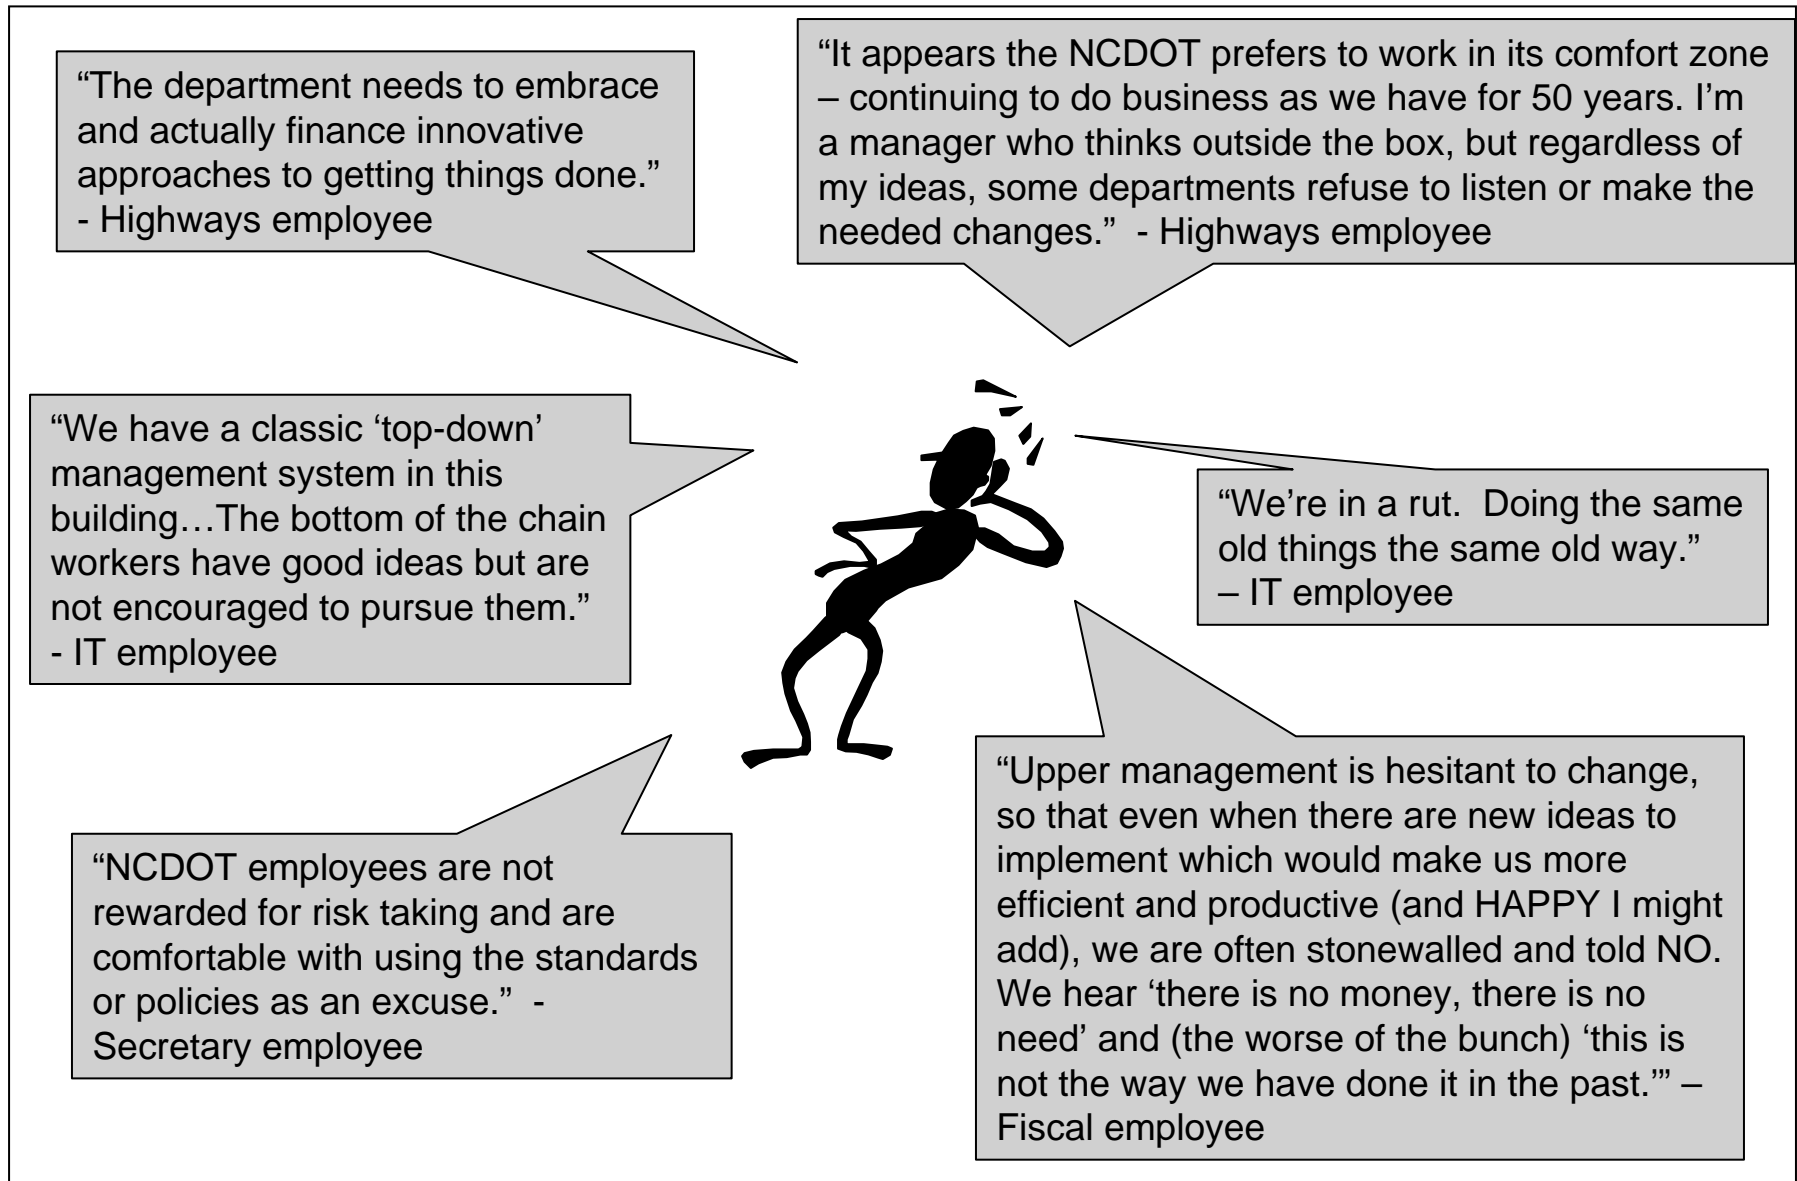 “The department needs to embrace
and actually finance innovative
approaches to getting things done.”
- Highways employee
“It appears the NCDOT prefers to work in its comfort zone
– continuing to do business as we have for 50 years. I’m
a manager who thinks outside the box, but regardless of
my ideas, some departments refuse to listen or make the
needed changes.”  - Highways employee
“We have a classic ‘top-down’
management system in this
building…The bottom of the chain
workers have good ideas but are
not encouraged to pursue them.”
- IT employee
“We’re in a rut.  Doing the same
old things the same old way.”
– IT employee
“NCDOT employees are not
rewarded for risk taking and are
comfortable with using the standards
or policies as an excuse.”  -
Secretary employee
“Upper management is hesitant to change,
so that even when there are new ideas to
implement which would make us more
efficient and productive (and HAPPY I might
add), we are often stonewalled and told NO.
We hear ‘there is no money, there is no
need’ and (the worse of the bunch) ‘this is
not the way we have done it in the past.’” –
Fiscal employee